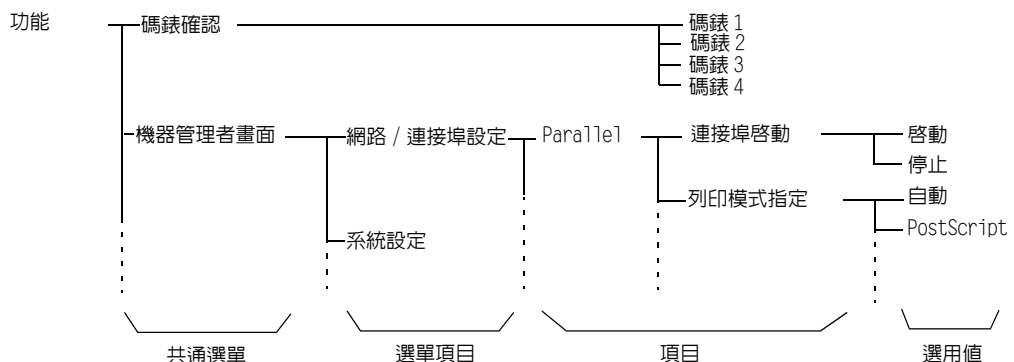 功能
碼錶確認
碼錶 1
碼錶 2
碼錶 3
碼錶 4
機器管理者畫面
網路 / 連接埠設定
Parallel
連接埠啓動
啓動
停止
列印模式指定
自動
PostScript
系統設定
共通選單
選單項目
項目
選用值